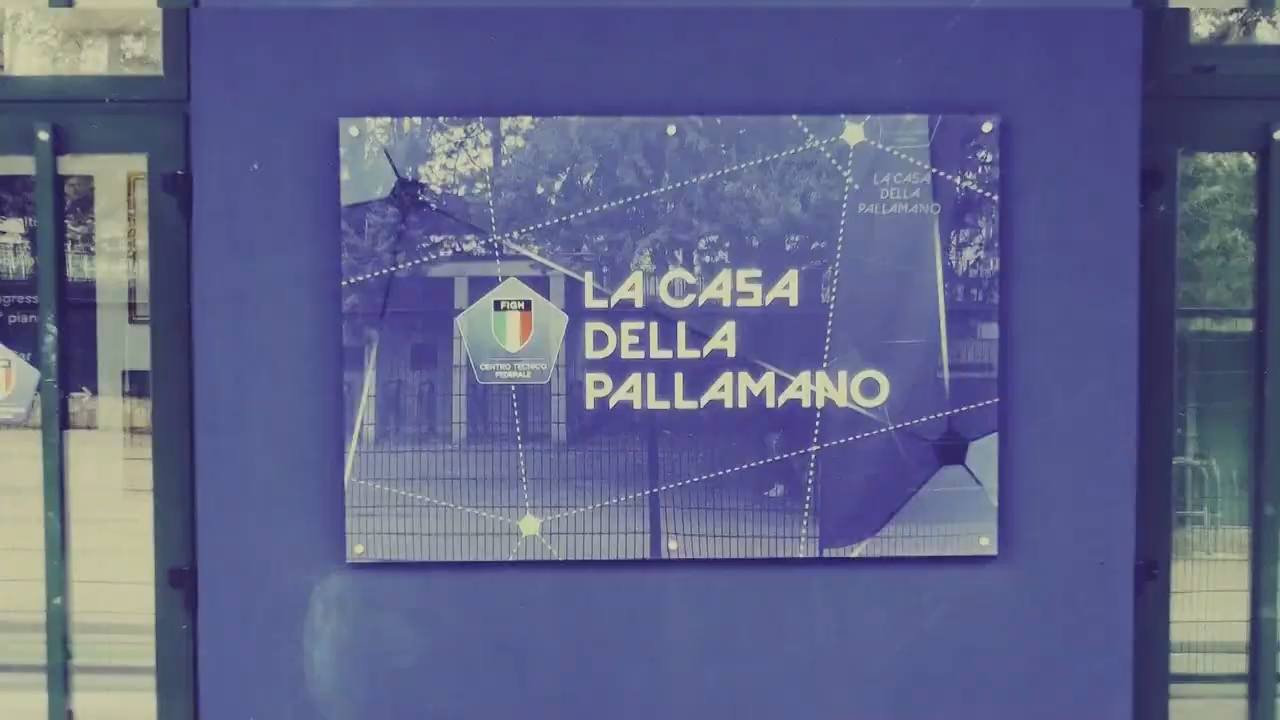 LA CASA
DELLA
PALLAMANO
FIGH
CENTRO TECNICO
FEDERALE
LA CASA
DELLA
PALLAMANO